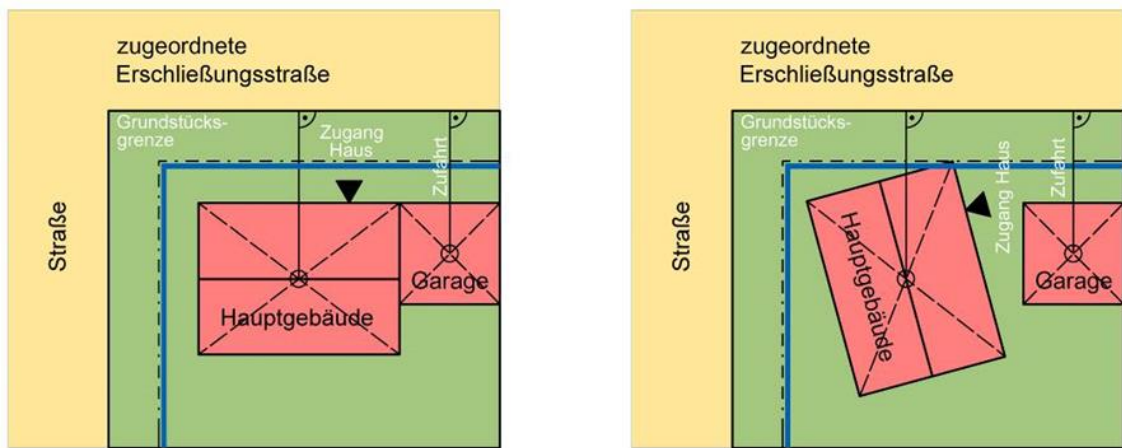 zugeordnete
Erschließungsstraße
Grundstücks-
grenze
Zugang
Haus
Zufahrt
Straße
Hauptgebäude
Garage
zugeordnete
Erschließungsstraße
Grundstücks-
grenze
Zugang Haus
Zufahrt
Straße
Hauptgebäude
Garage